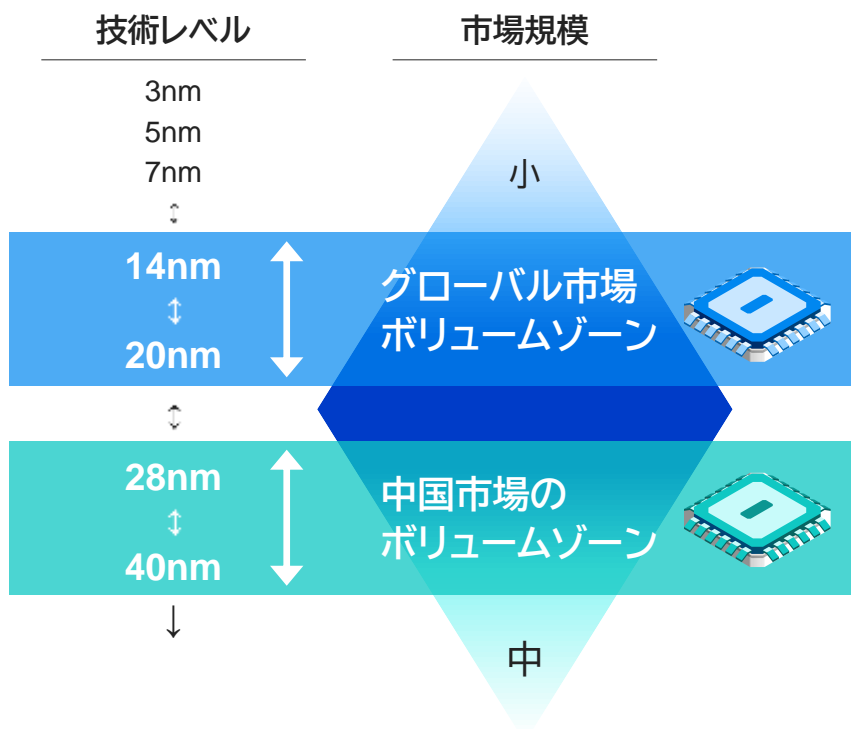 技術レベル
市場規模
3nm
5nm
7nm
小
↕
14nm
↕
20nm
グローバル市場
ボリュームゾーン
↕
28nm
↕
40nm
中国市場の
ボリュームゾーン
↓
中